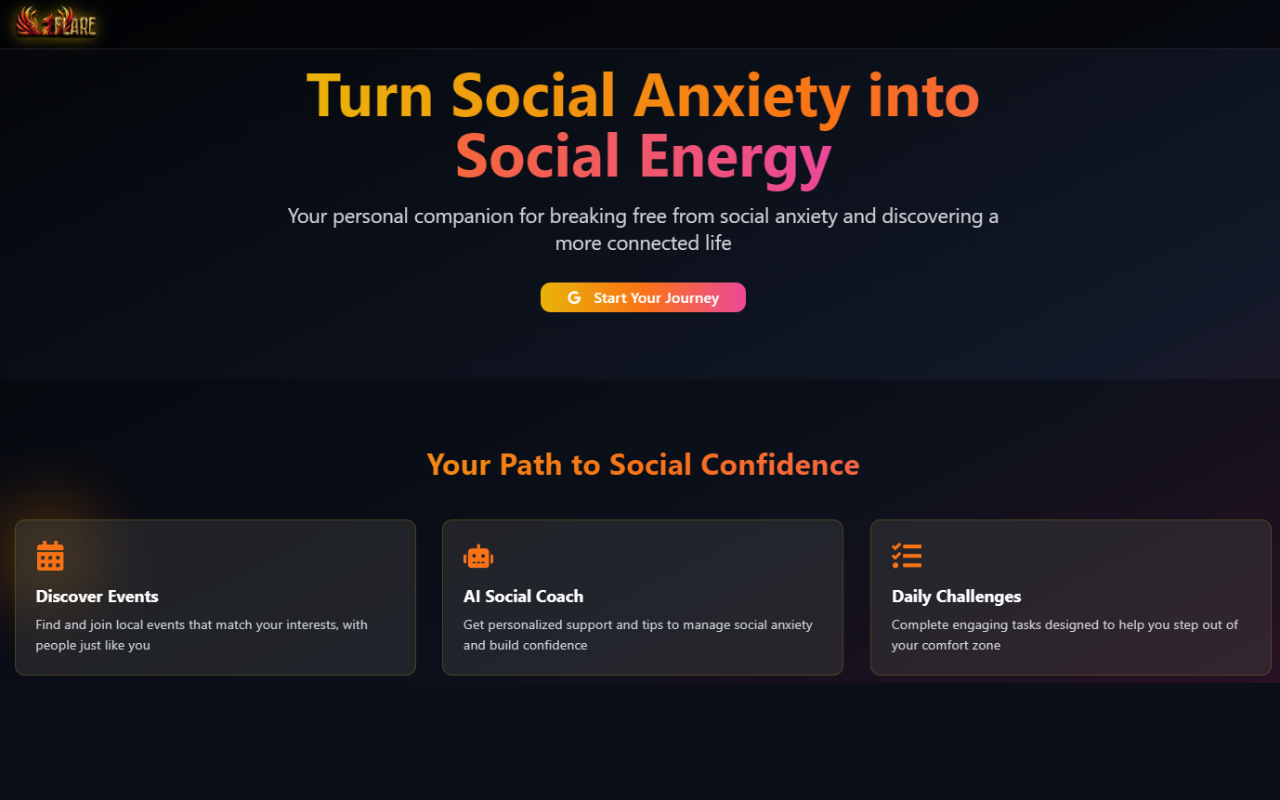 FLARE
Turn Social Anxiety into
Social Energy
Your personal companion for breaking free from social anxiety and discovering a
more connected life
G Start Your Journey
Your Path to Social Confidence
Discover Events
Find and join local events that match your interests, with
people just like you
AI Social Coach
Get personalized support and tips to manage social anxiety
and build confidence
Daily Challenges
Complete engaging tasks designed to help you step out of
your comfort zone